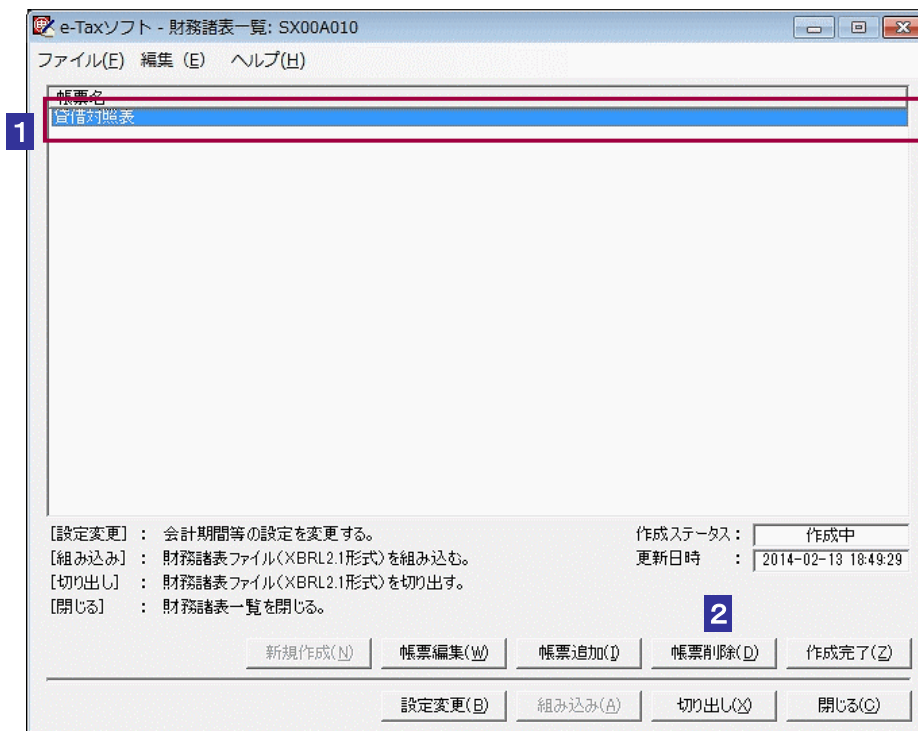 e-Taxソフト - 財務諸表一覧: SX00A010
ファイル(F) 編集 (E) ヘルプ(H)
帳票名
1
貸借対照表
[設定変更] : 会計期間等の設定を変更する。
作成ステータス: 作成中
[組み込み] : 財務諸表ファイル(XBRL2.1形式)を組み込む。
更新日時 : 2014-02-13 18:49:29
[切り出し] : 財務諸表ファイル(XBRL2.1形式)を切り出す。
[閉じる] : 財務諸表一覧を閉じる。
2
新規作成(N) 帳票編集(W) 帳票追加(I) 帳票削除(D) 作成完了(Z)
設定変更(B) 組み込み(A) 切り出し(X) 閉じる(C)